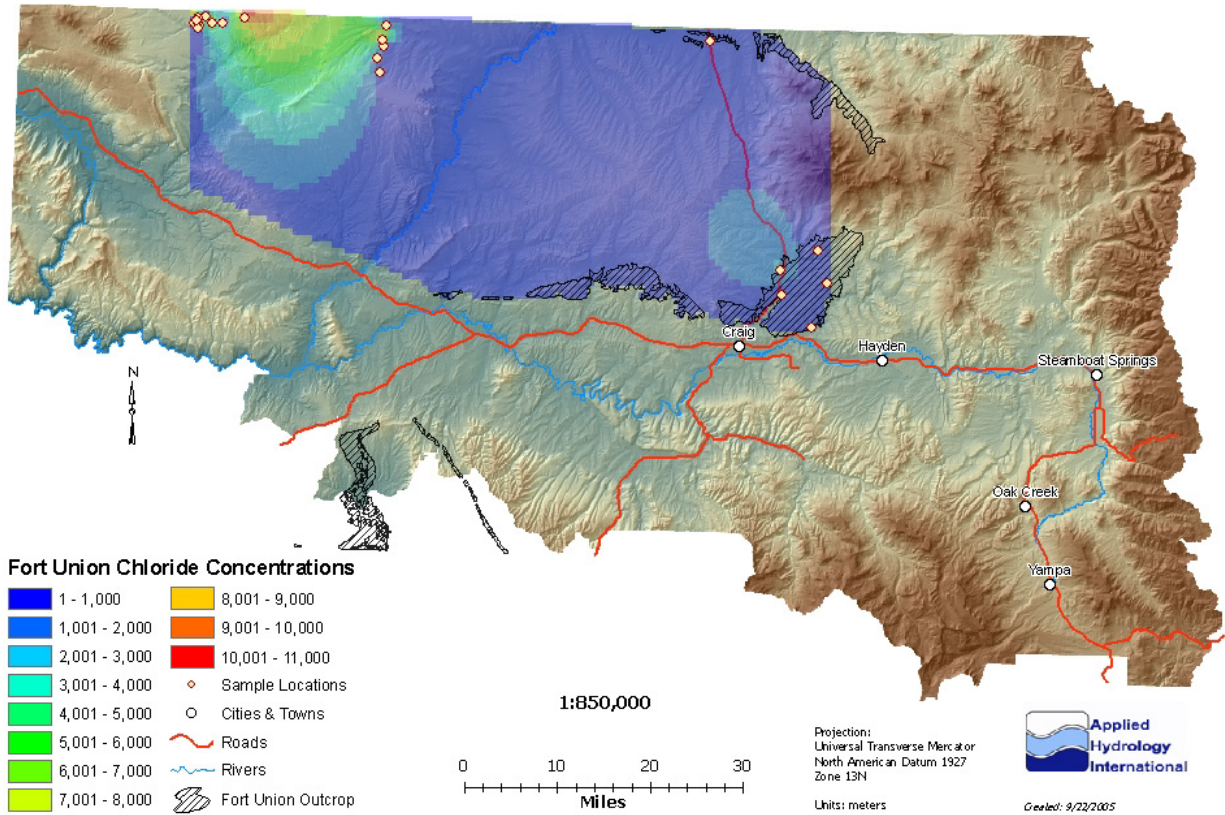 Craig
Hayden
Steamboat Springs
N
Oak Creek
Yampa
Fort Union Chloride Concentrations
1 - 1,000
1,001 - 2,000
2,001 - 3,000
3,001 - 4,000
4,001 - 5,000
5,001 - 6,000
6,001 - 7,000
7,001 - 8,000
8,001 - 9,000
9,001 - 10,000
10,001 - 11,000
Sample Locations
Cities & Towns
Roads
Rivers
Fort Union Outcrop
1:850,000
0 10 20 30
Miles
Projection:
Universal Transverse Mercator
North American Datum 1927
Zone 13N
Units: meters
Applied
Hydrology
International
Created: 9/22/2005